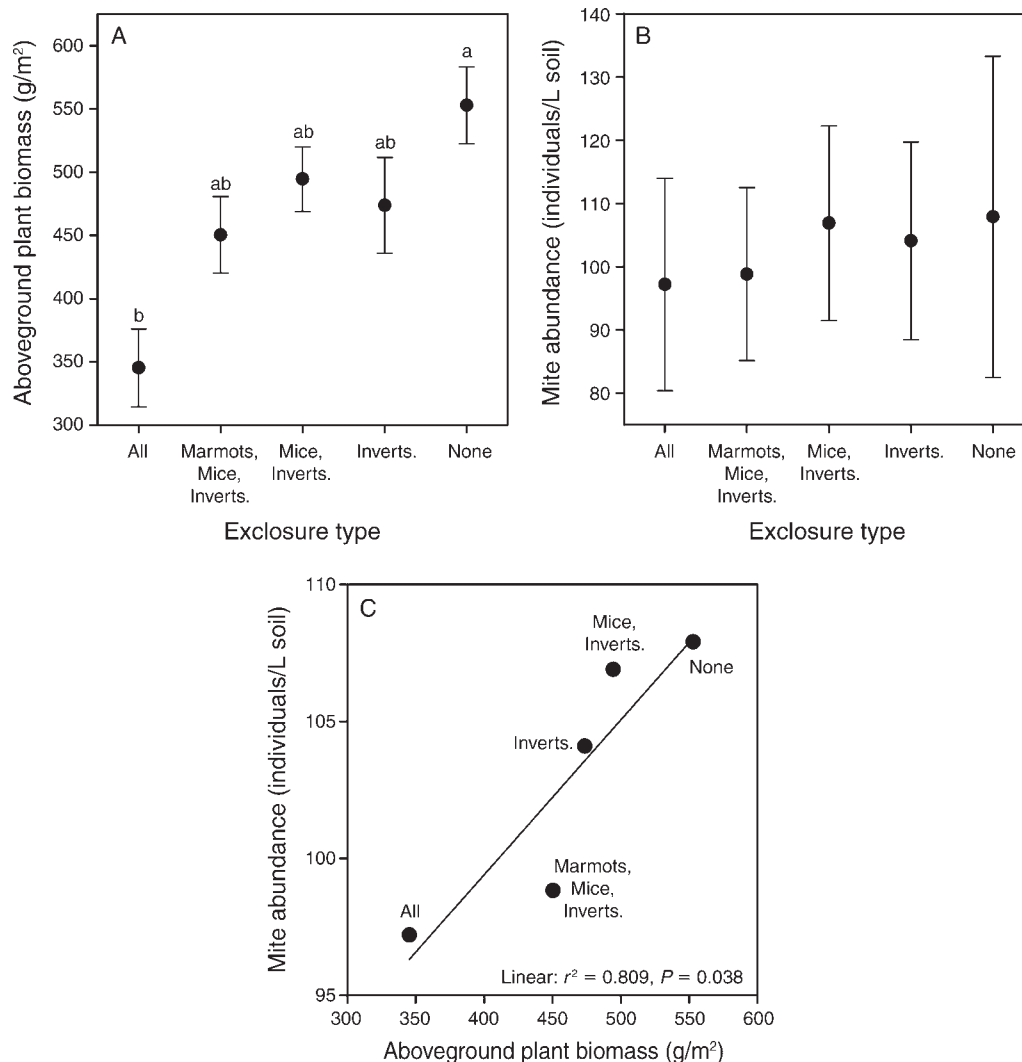 A
Aboveground plant biomass (g/m²)
600
550
500
450
400
350
300
b
ab
ab
ab
a
All
Marmots,
Mice,
Inverts.
Mice,
Inverts.
Inverts.
None
Exclosure type
B
Mite abundance (individuals/L soil)
140
130
120
110
100
90
80
All
Marmots,
Mice,
Inverts.
Mice,
Inverts.
Inverts.
None
Exclosure type
C
Mite abundance (individuals/L soil)
110
105
100
95
Mice,
Inverts.
None
Inverts.
Marmots,
Mice,
Inverts.
All
Linear: r² = 0.809, P = 0.038
300
350
400
450
500
550
600
Aboveground plant biomass (g/m²)